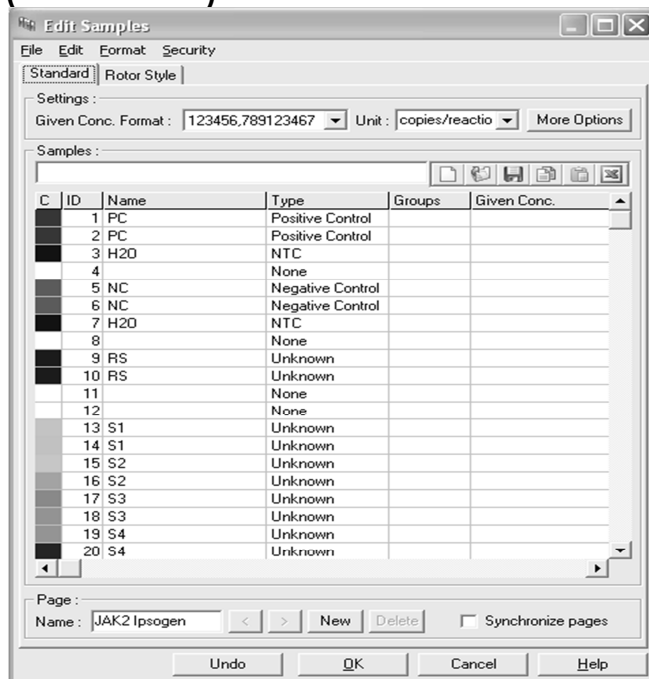 Edit Samples
File Edit Format Security
Standard Rotor Style
Settings :
Given Conc. Format : 123456,789123467 Unit : copies/reactio More Options
Samples :
C ID Name Type Groups Given Conc.
1 PC Positive Control
2 PC Positive Control
3 H2O NTC
4 None
5 NC Negative Control
6 NC Negative Control
7 H2O NTC
8 None
9 RS Unknown
10 RS Unknown
11 None
12 None
13 S1 Unknown
14 S1 Unknown
15 S2 Unknown
16 S2 Unknown
17 S3 Unknown
18 S3 Unknown
19 S4 Unknown
20 S4 Unknown
Page :
Name : JAK2 Ipsogen < > New Delete Synchronize pages
Undo OK Cancel Help